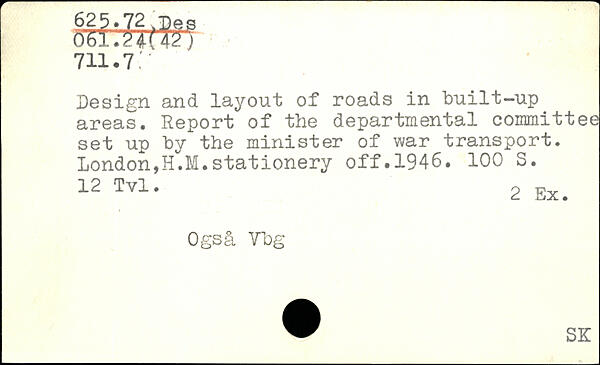 625.72 Des
061.24(42)
711.7
Design and layout of roads in built-up
areas. Report of the departmental committee
set up by the minister of war transport.
London,H.M.stationery off.1946. 100 S.
12 Tvl.
2 Ex.
Også Vbg
SK